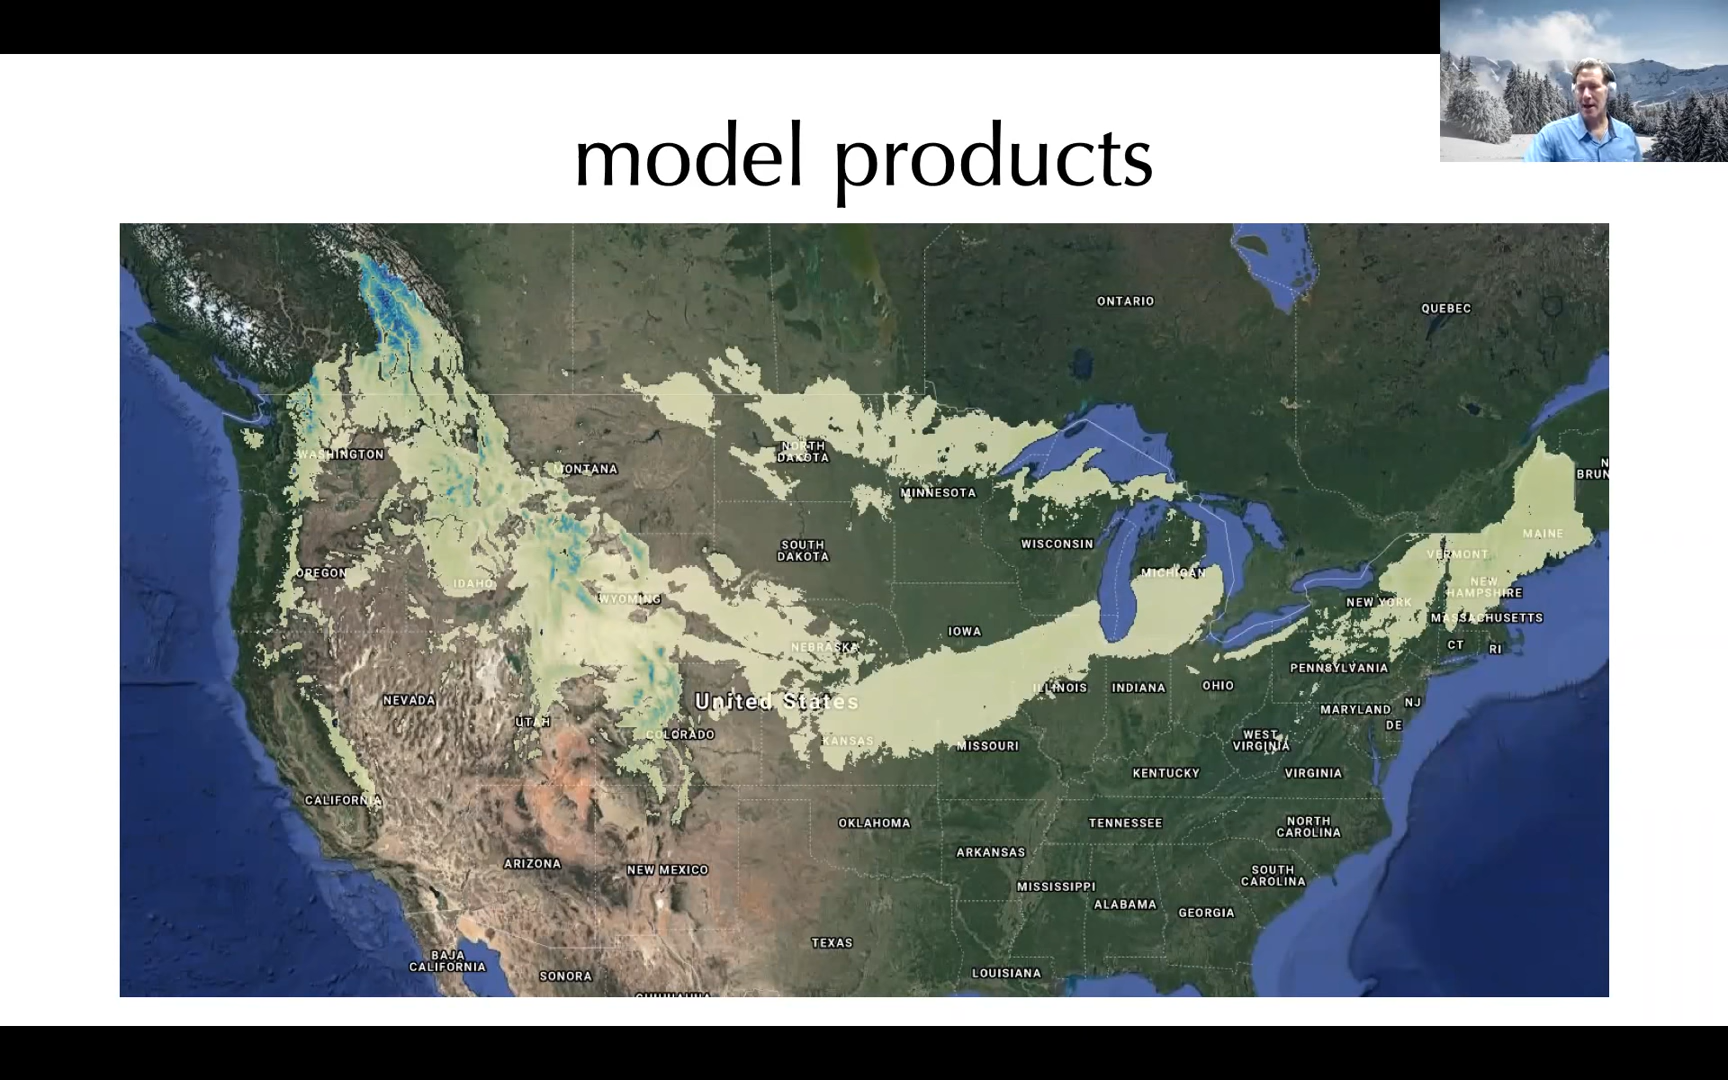 model products
ONTARIO
QUEBEC
WASHINGTON
MONTANA
NORTH
DAKOTA
MINNESOTA
N
BRUN
SOUTH
DAKOTA
WISCONSIN
MAINE
VERMONT
OREGON
IDAHO
WYOMING
MICHIGAN
NEW
HAMPSHIRE
NEW YORK
MASSACHUSETTS
IOWA
NEBRASKA
CT
RI
PENNSYLVANIA
NEVADA
United States
ILLINOIS
INDIANA
OHIO
NJ
MARYLAND
DE
UTAH
COLORADO
KANSAS
MISSOURI
WEST
VIRGINIA
KENTUCKY
VIRGINIA
CALIFORNIA
OKLAHOMA
TENNESSEE
NORTH
CAROLINA
ARIZONA
NEW MEXICO
ARKANSAS
SOUTH
CAROLINA
MISSISSIPPI
ALABAMA
GEORGIA
TEXAS
BAJA
CALIFORNIA
SONORA
LOUISIANA